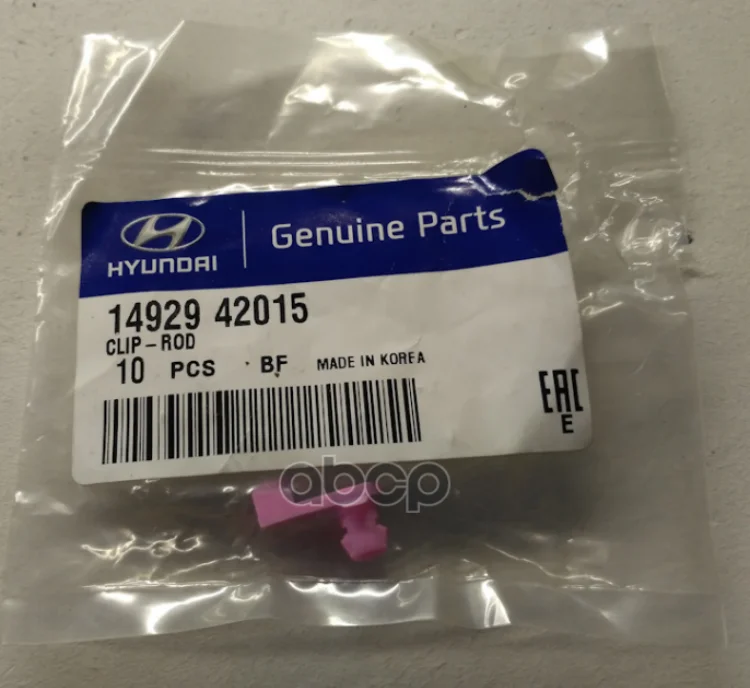 HYUNDAI
Genuine Parts
14929 42015
CLIP-ROD
10 PCS BF MADE IN KOREA
EAC
E
abcp